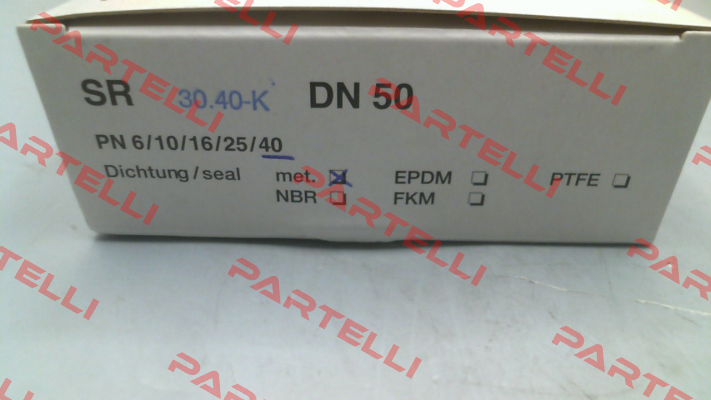 SR 30.40-K DN 50
PN 6/10/16/25/40
Dichtung/seal met. ☒ EPDM ❏ PTFE ❏
NBR ❏ FKM ❏
PARTELLI
PARTELLI
PARTELLI
PARTELLI
PARTELLI
PARTELLI
PARTELLI
PARTELLI
PARTELLI